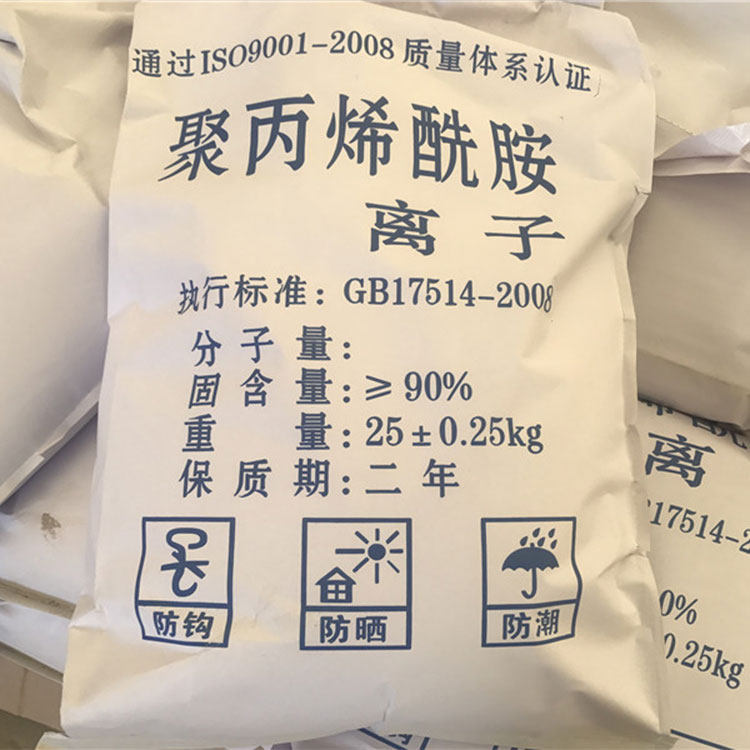 通过ISO9001-2008质量体系认证
聚丙烯酰胺
离子
执行标准：GB17514-2008
分子量：
固含量：≥90%
重量：25±0.25kg
保质期：二年
防钩
防晒
防潮
烯酰
离
17514-2
0%
0.25kg